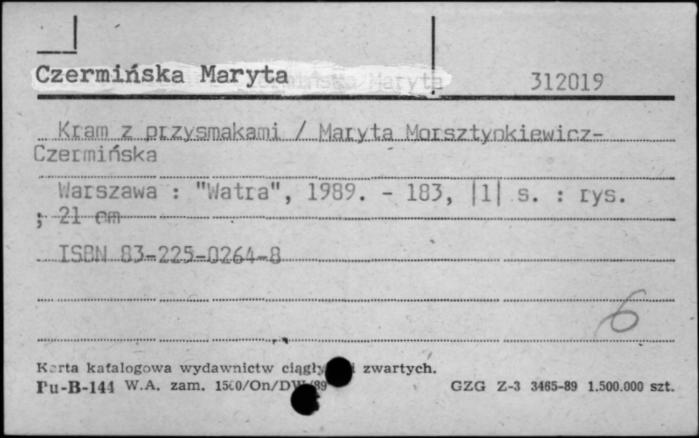 Czermińska Maryta 312019
Kram z przysmakami / Maryta Morsztynkiewicz-
Czermińska
Warszawa : "Watra", 1989. - 183, |1| s. : rys.
; 21 cm
ISBN 83-225-0264-8
6
Karta katalogowa wydawnictw zwartych.
Pu-B-144 W.A. zam. GZG Z-3 3465-89 1.500.000 szt.